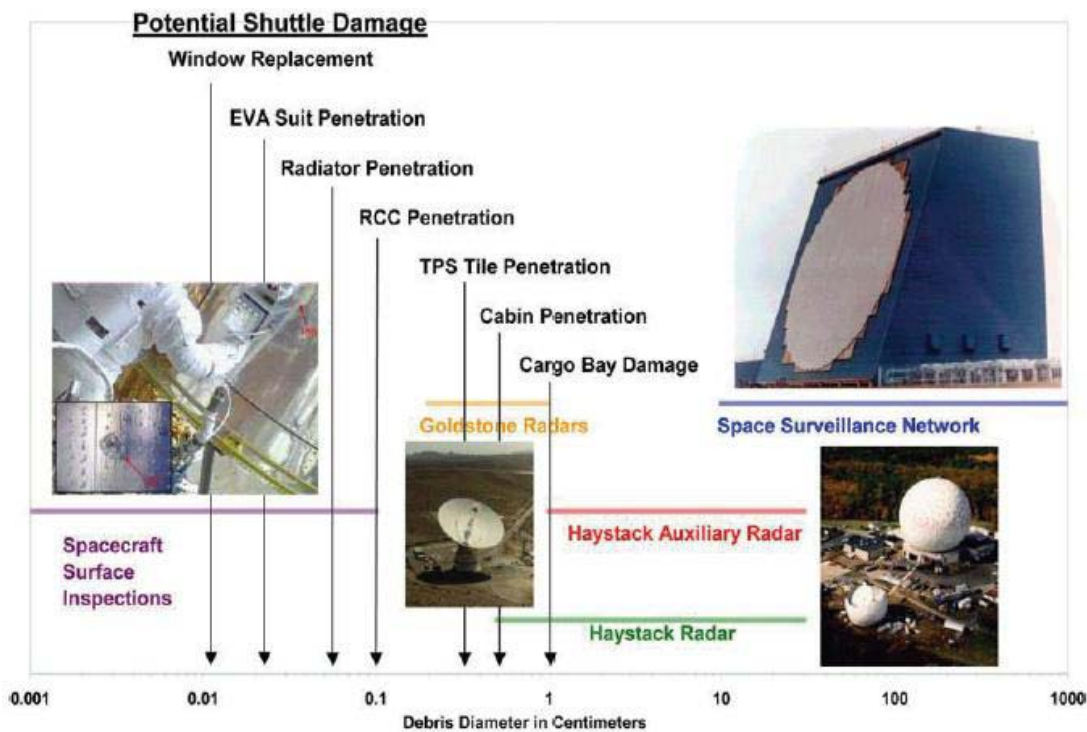 Potential Shuttle Damage
Window Replacement
EVA Suit Penetration
Radiator Penetration
RCC Penetration
TPS Tile Penetration
Cabin Penetration
Cargo Bay Damage
Goldstone Radars
Space Surveillance Network
Spacecraft
Surface
Inspections
Haystack Auxiliary Radar
Haystack Radar
0.001 0.01 0.1 1 10 100 1000
Debris Diameter in Centimeters